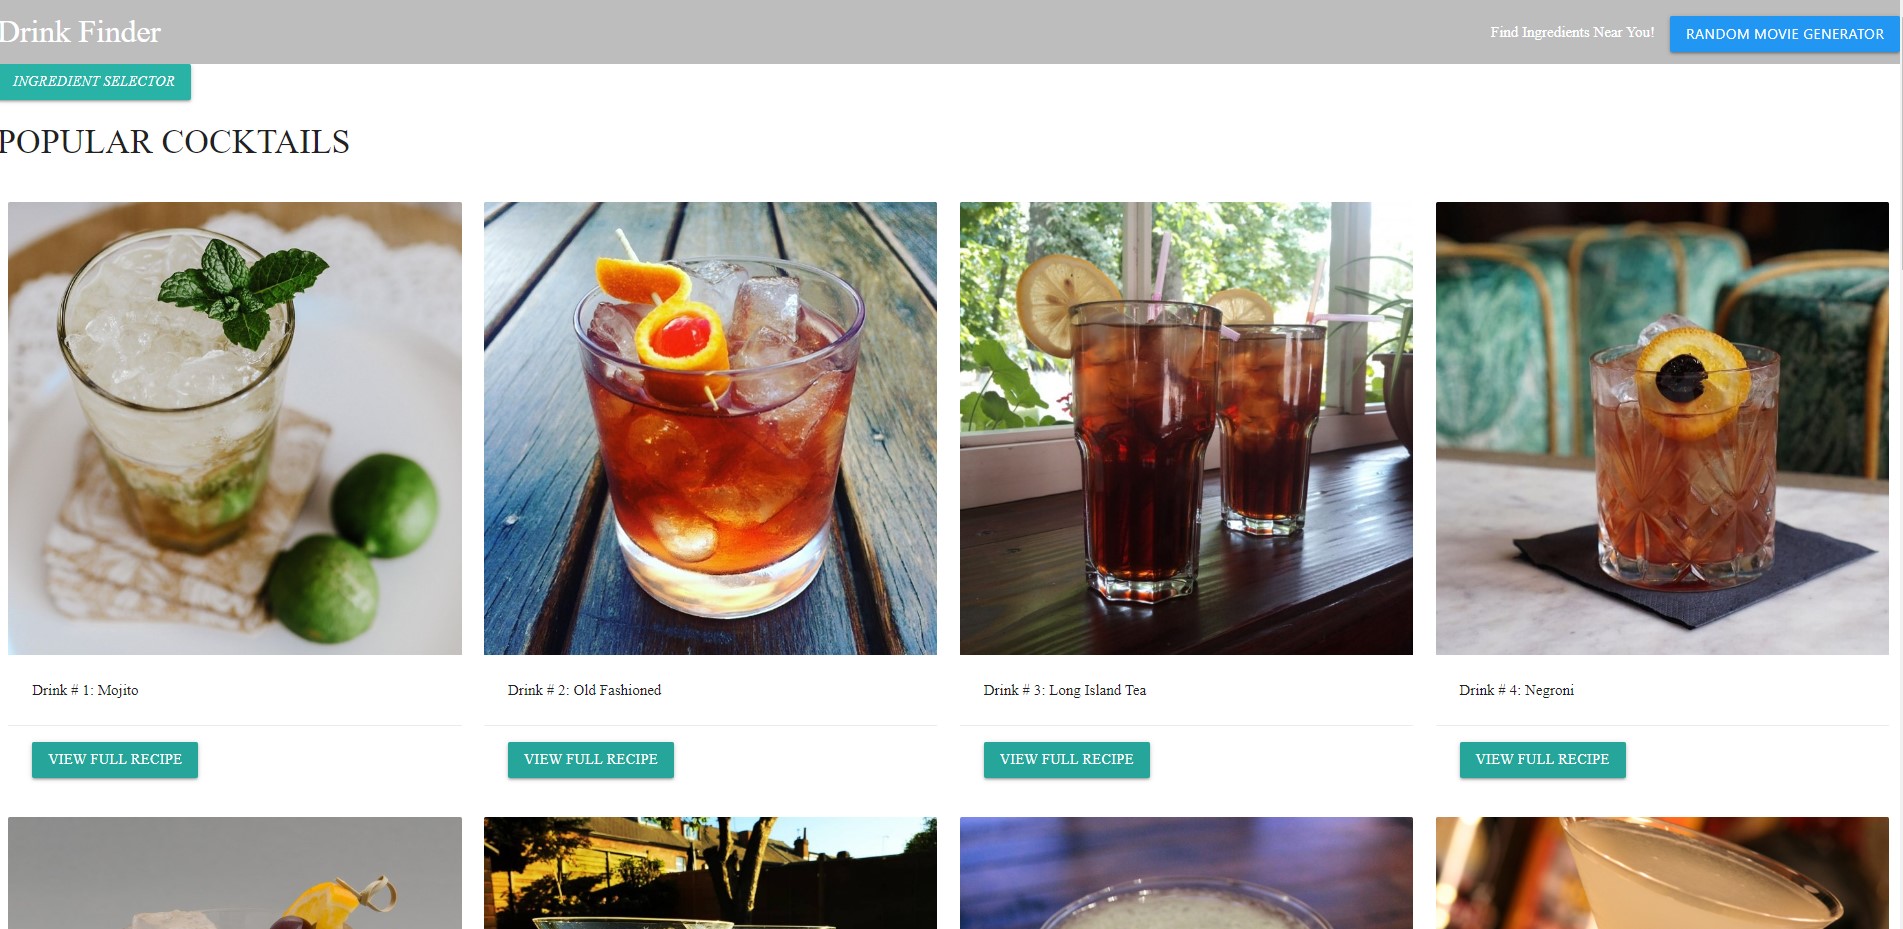 Drink Finder
Find Ingredients Near You!
RANDOM MOVIE GENERATOR
INGREDIENT SELECTOR
POPULAR COCKTAILS
Drink # 1: Mojito
Drink # 2: Old Fashioned
Drink # 3: Long Island Tea
Drink # 4: Negroni
VIEW FULL RECIPE
VIEW FULL RECIPE
VIEW FULL RECIPE
VIEW FULL RECIPE